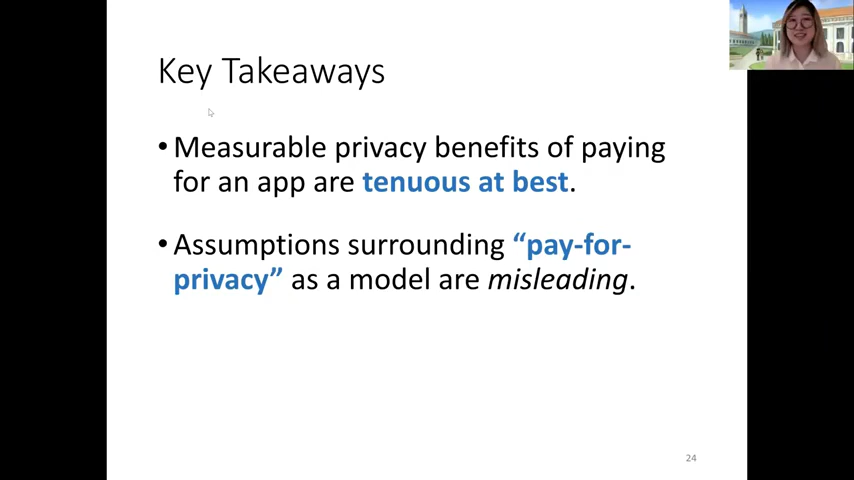 Key Takeaways
• Measurable privacy benefits of paying
for an app are tenuous at best.
• Assumptions surrounding “pay-for-
privacy” as a model are misleading.
24